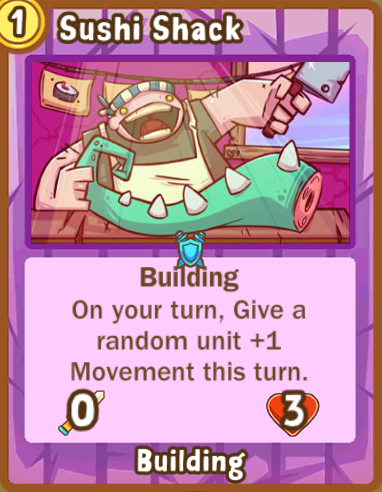 1
Sushi Shack
Building
On your turn, Give a
random unit +1
Movement this turn.
0
3
Building